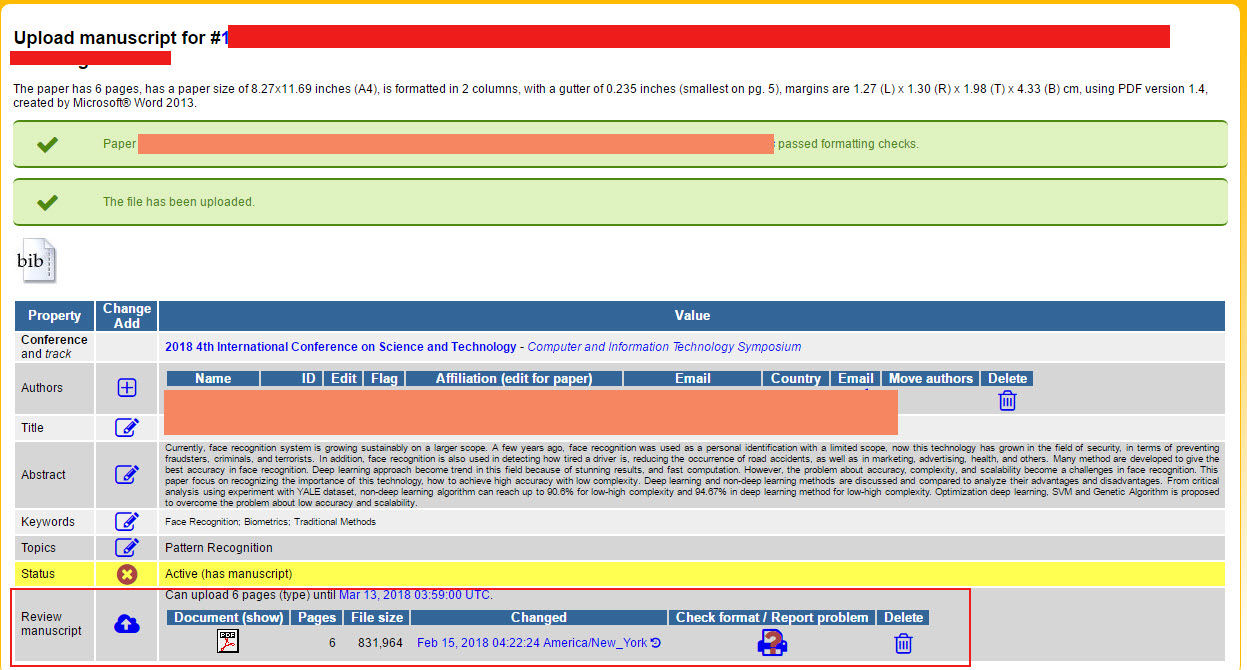 Upload manuscript for #1
The paper has 6 pages, has a paper size of 8.27x11.69 inches (A4), is formatted in 2 columns, with a gutter of 0.235 inches (smallest on pg. 5), margins are 1.27 (L) x 1.30 (R) x 1.98 (T) x 4.33 (B) cm, using PDF version 1.4,
created by Microsoft® Word 2013.
Paper passed formatting checks.
The file has been uploaded.
bib
Property Change Add Value
Conference and track 2018 4th International Conference on Science and Technology - Computer and Information Technology Symposium
Authors Name ID Edit Flag Affiliation (edit for paper) Email Country Email Move authors Delete
Title
Abstract
Currently, face recognition system is growing sustainably on a larger scope. A few years ago, face recognition was used as a personal identification with a limited scope, now this technology has grown in the field of security, in terms of preventing
fraudsters, criminals, and terrorists. In addition, face recognition is also used in detecting how tired a driver is, reducing the occurrence of road accidents, as well as in marketing, advertising, health, and others. Many method are developed to give the
best accuracy in face recognition. Deep learning approach become trend in this field because of stunning results, and fast computation. However, the problem about accuracy, complexity, and scalability become a challenges in face recognition. This
paper focus on recognizing the importance of this technology, how to achieve high accuracy with low complexity. Deep learning and non-deep learning methods are discussed and compared to analyze their advantages and disadvantages. From critical
analysis using experiment with YALE dataset, non-deep learning algorithm can reach up to 90.6% for low-high complexity and 94.67% in deep learning method for low-high complexity. Optimization deep learning, SVM and Genetic Algorithm is proposed
to overcome the problem about low accuracy and scalability.
Keywords Face Recognition; Biometrics; Traditional Methods
Topics Pattern Recognition
Status Active (has manuscript)
Review manuscript
Can upload 6 pages (type) until Mar 13, 2018 03:59:00 UTC.
Document (show) Pages File size Changed Check format / Report problem Delete
6 831,964 Feb 15, 2018 04:22:24 America/New_York